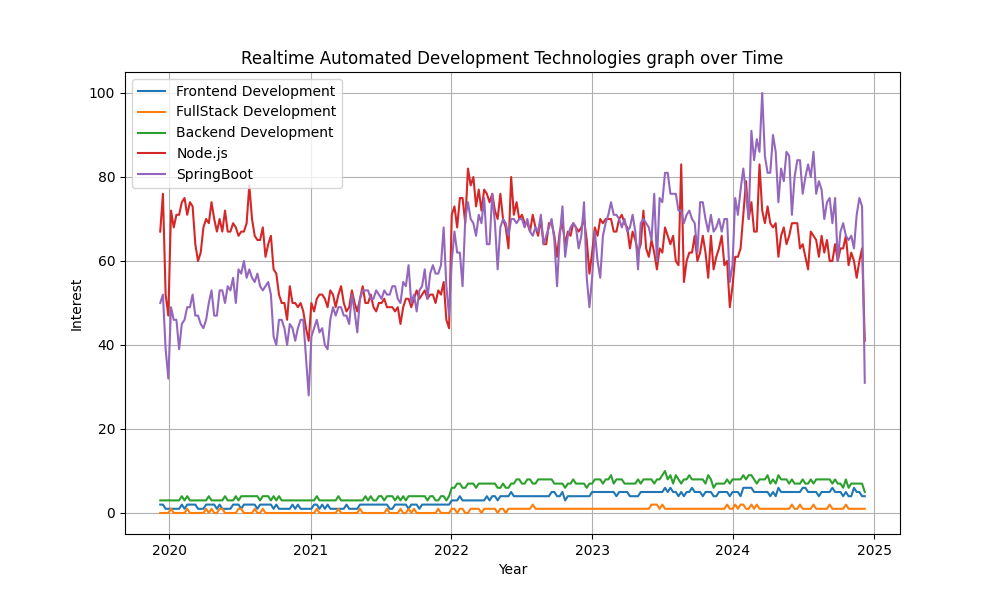 Realtime Automated Development Technologies graph over Time
Frontend Development
FullStack Development
Backend Development
Node.js
SpringBoot
100
80
60
40
20
0
Interest
2020 2021 2022 2023 2024 2025
Year